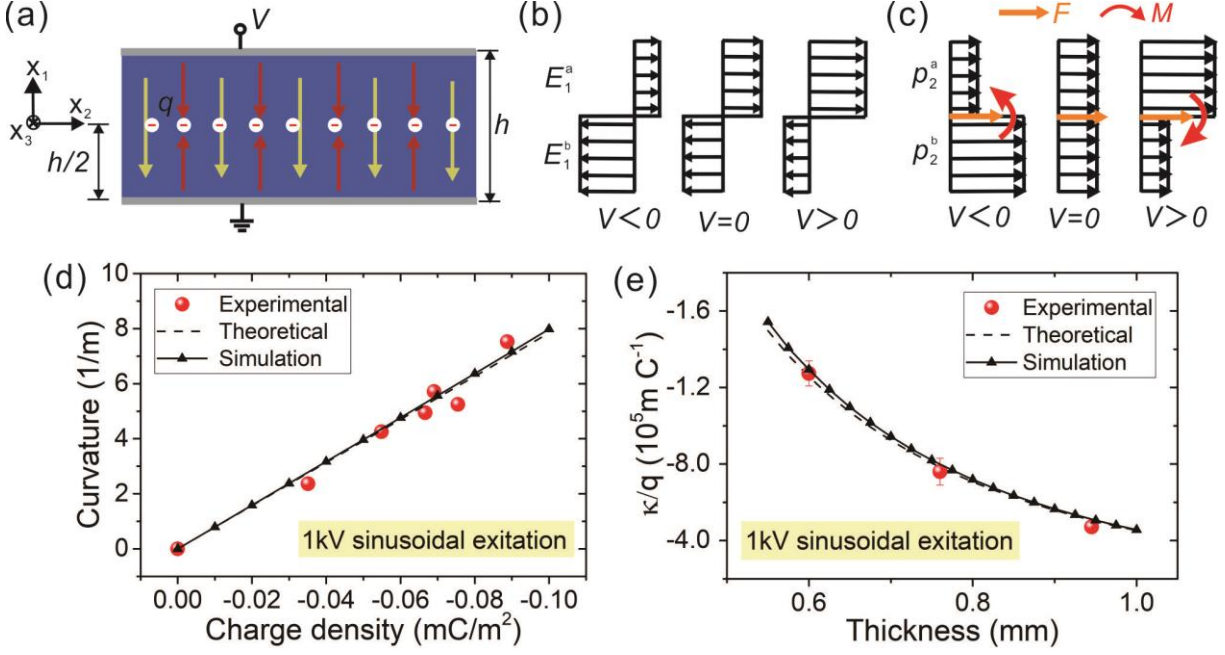 (a)
V
x1
x2
x3
q
h
h/2
(b)
E1a
E1b
V<0 V=0 V>0
(c)
F M
p2a
p2b
V<0 V=0 V>0
(d)
10
8
6
4
2
0
Curvature (1/m)
Experimental
Theoretical
Simulation
1kV sinusoidal exitation
0.00 -0.02 -0.04 -0.06 -0.08 -0.10
Charge density (mC/m²)
(e)
-1.6
-1.2
-8.0
-4.0
κ/q (10⁵m C⁻¹)
Experimental
Theoretical
Simulation
1kV sinusoidal exitation
0.6 0.8 1.0
Thickness (mm)